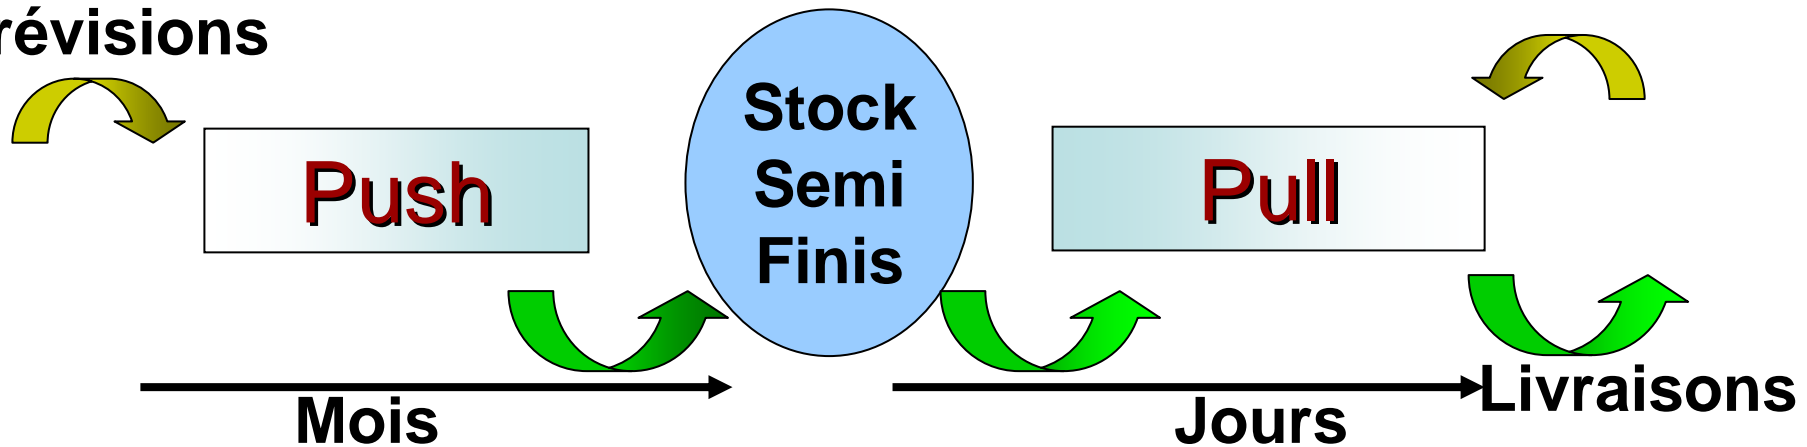 révisions
Push
Stock
Semi
Finis
Pull
Mois
Jours
Livraisons